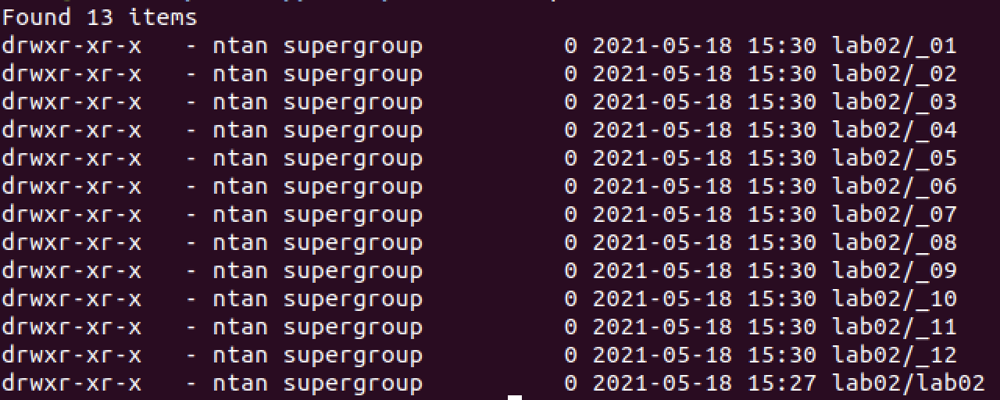 Found 13 items
drwxr-xr-x   - ntan supergroup          0 2021-05-18 15:30 lab02/_01
drwxr-xr-x   - ntan supergroup          0 2021-05-18 15:30 lab02/_02
drwxr-xr-x   - ntan supergroup          0 2021-05-18 15:30 lab02/_03
drwxr-xr-x   - ntan supergroup          0 2021-05-18 15:30 lab02/_04
drwxr-xr-x   - ntan supergroup          0 2021-05-18 15:30 lab02/_05
drwxr-xr-x   - ntan supergroup          0 2021-05-18 15:30 lab02/_06
drwxr-xr-x   - ntan supergroup          0 2021-05-18 15:30 lab02/_07
drwxr-xr-x   - ntan supergroup          0 2021-05-18 15:30 lab02/_08
drwxr-xr-x   - ntan supergroup          0 2021-05-18 15:30 lab02/_09
drwxr-xr-x   - ntan supergroup          0 2021-05-18 15:30 lab02/_10
drwxr-xr-x   - ntan supergroup          0 2021-05-18 15:30 lab02/_11
drwxr-xr-x   - ntan supergroup          0 2021-05-18 15:30 lab02/_12
drwxr-xr-x   - ntan supergroup          0 2021-05-18 15:27 lab02/lab02